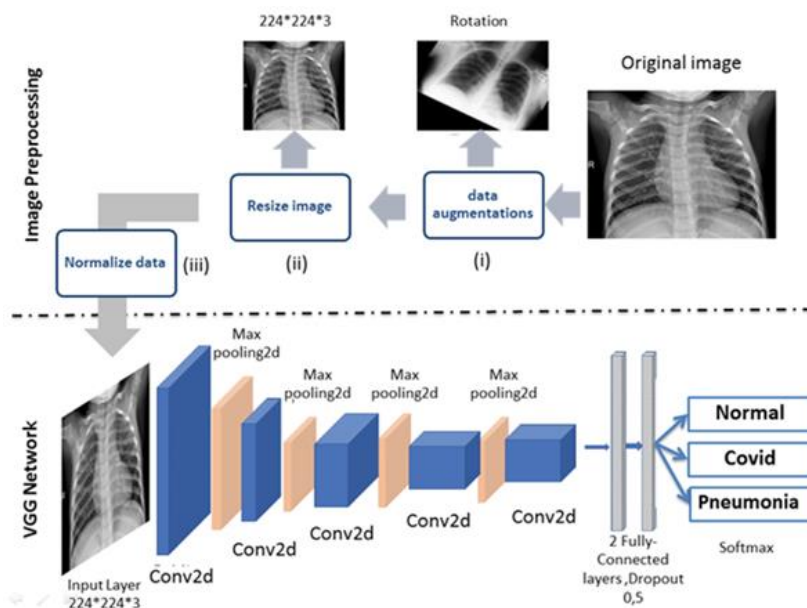 224*224*3
Rotation
Original image
Image Preprocessing
R
Resize image
data
augmentations
Normalize data
(iii)
(ii)
(i)
Max
pooling2d
Max
pooling2d
Max
pooling2d
Max
pooling2d
Normal
Covid
Pneumonia
VGG Network
Conv2d
Conv2d
Conv2d
Conv2d
Conv2d
Input Layer
224*224*3
2 Fully-
Connected
layers ,Dropout
0,5
Softmax